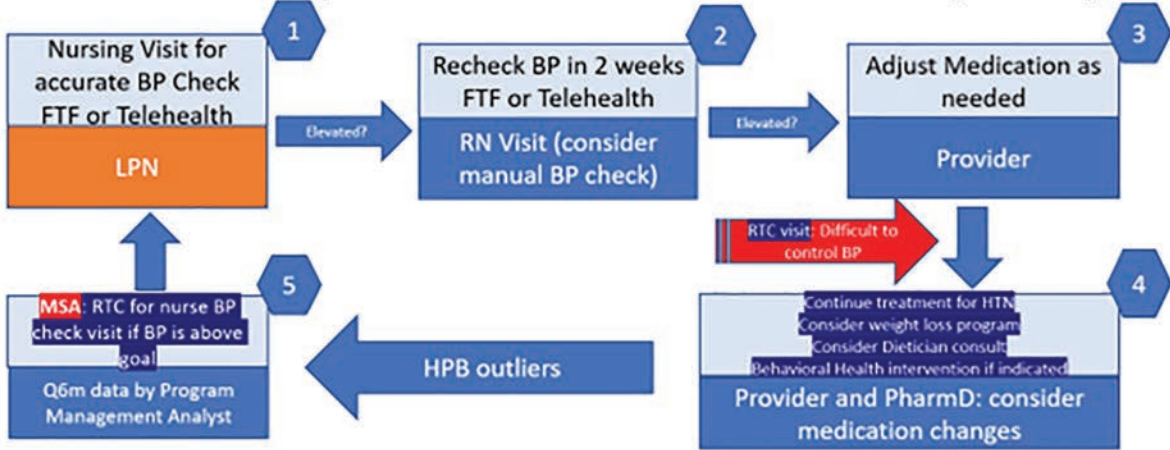 1
Nursing Visit for
accurate BP Check
FTF or Telehealth
LPN
Elevated?
2
Recheck BP in 2 weeks
FTF or Telehealth
RN Visit (consider
manual BP check)
Elevated?
3
Adjust Medication as
needed
Provider
RTC visit: Difficult to
control BP
4
Continue treatment for HTN
Consider weight loss program
Consider Dietician consult
Behavioral Health intervention if indicated
Provider and PharmD: consider
medication changes
HPB outliers
5
MSA: RTC for nurse BP
check visit if BP is above
goal
Q6m data by Program
Management Analyst